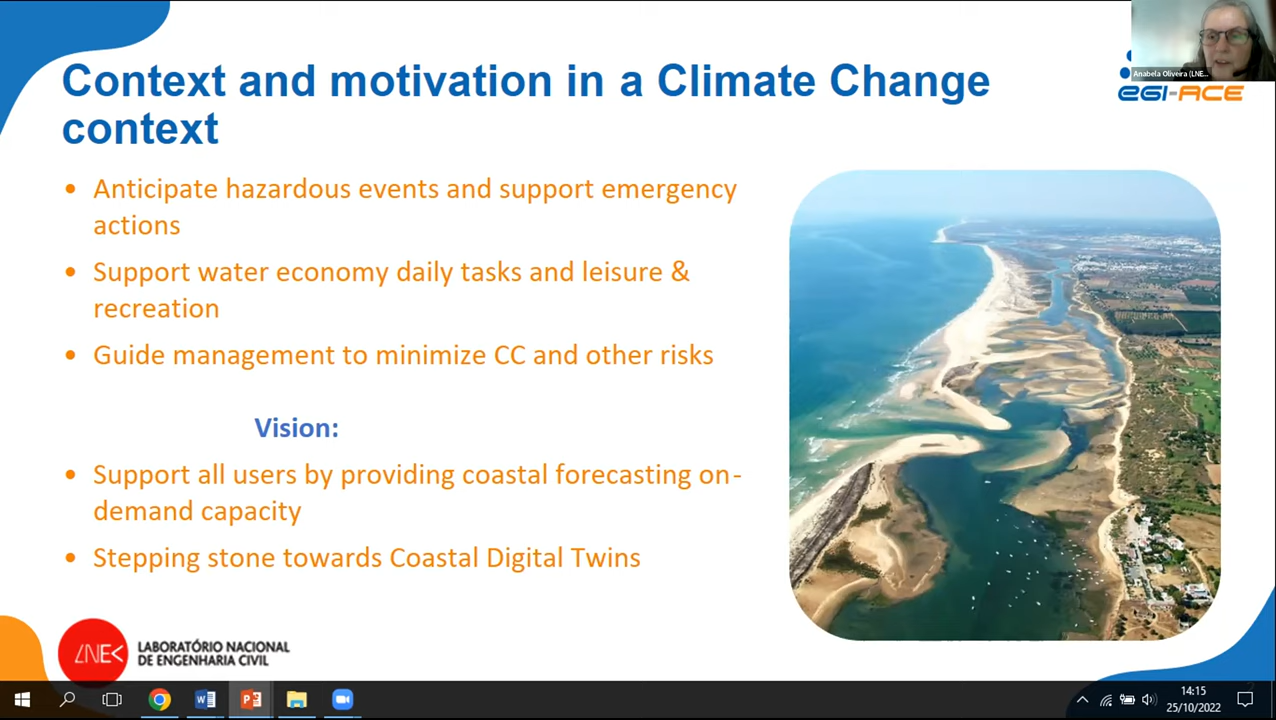 Context and motivation in a Climate Change
context
Anabela Oliveira (LNE...
EGI-ACE
• Anticipate hazardous events and support emergency
actions
• Support water economy daily tasks and leisure &
recreation
• Guide management to minimize CC and other risks
Vision:
• Support all users by providing coastal forecasting on-
demand capacity
• Stepping stone towards Coastal Digital Twins
LNEC
LABORATÓRIO NACIONAL
DE ENGENHARIA CIVIL
14:15
25/10/2022